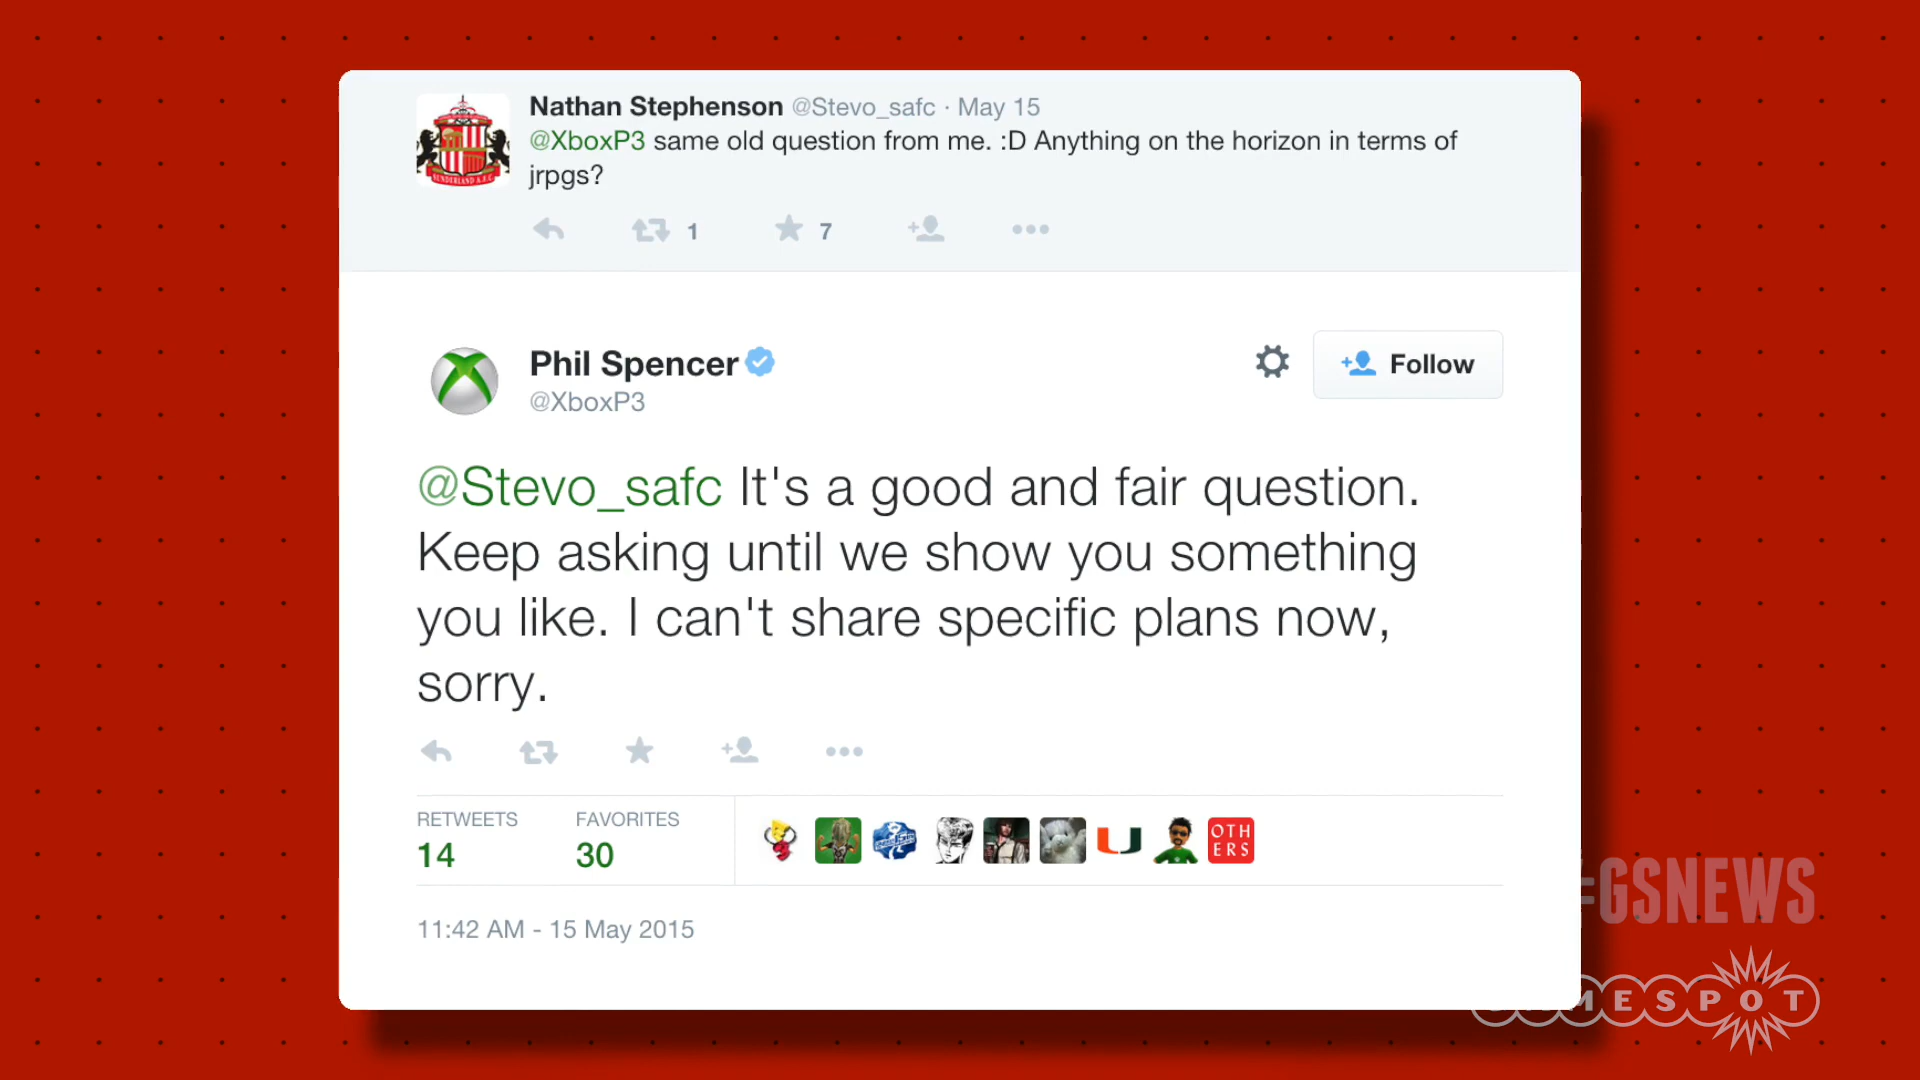 Nathan Stephenson @Stevo_safc · May 15
@XboxP3 same old question from me. :D Anything on the horizon in terms of
jrpgs?
SUNDERLAND A.F.C
1 7
Phil Spencer
@XboxP3
Follow
@Stevo_safc It's a good and fair question.
Keep asking until we show you something
you like. I can't share specific plans now,
sorry.
RETWEETS FAVORITES
14 30
OTH
ERS
11:42 AM - 15 May 2015
#GSNEWS
MESPOT